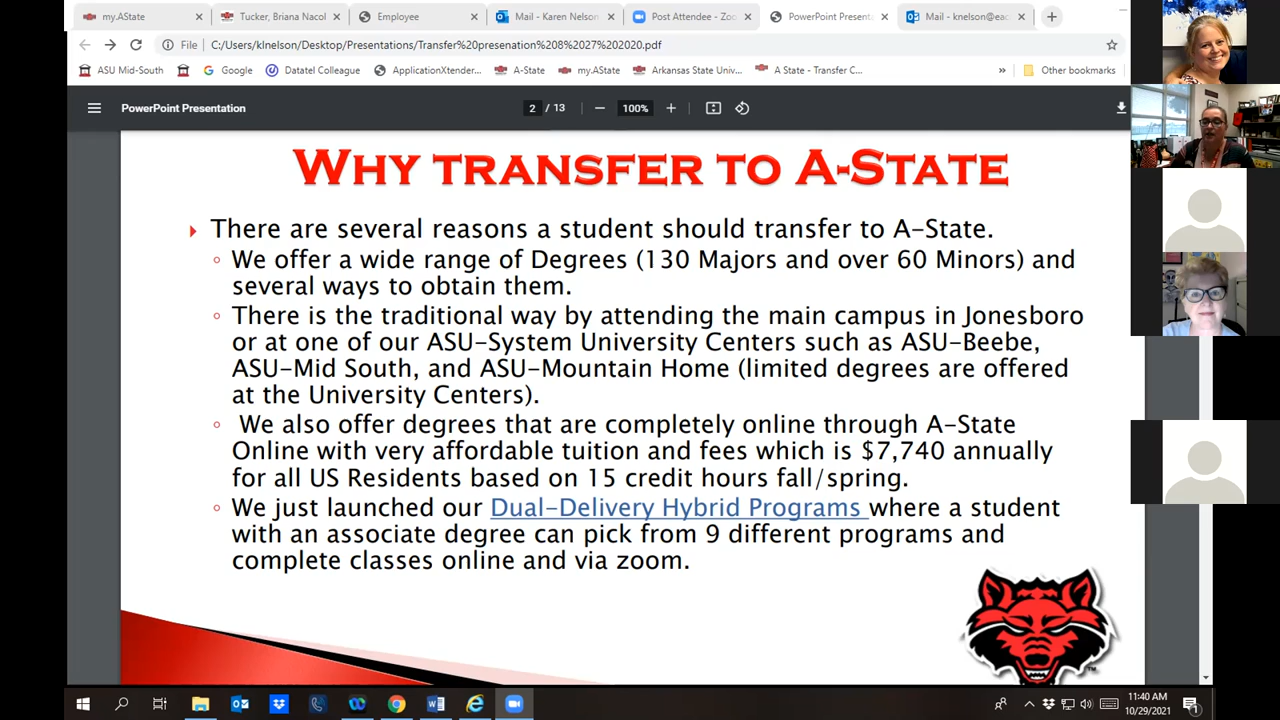 my.AState
Tucker, Briana Nacol
Employee
Mail - Karen Nelson
Post Attendee - Zoo
PowerPoint Presenta
Mail - knelson@eac
File
C:/Users/klnelson/Desktop/Presentations/Transfer%20presenation%208%2027%202020.pdf
ASU Mid-South
Google
Datatel Colleague
ApplicationXtender...
A-State
my.AState
Arkansas State Univ...
A State - Transfer C...
»
Other bookmarks
PowerPoint Presentation
2 / 13
100%
WHY TRANSFER TO A-STATE
There are several reasons a student should transfer to A-State.
We offer a wide range of Degrees (130 Majors and over 60 Minors) and
several ways to obtain them.
There is the traditional way by attending the main campus in Jonesboro
or at one of our ASU-System University Centers such as ASU-Beebe,
ASU-Mid South, and ASU-Mountain Home (limited degrees are offered
at the University Centers).
We also offer degrees that are completely online through A-State
Online with very affordable tuition and fees which is $7,740 annually
for all US Residents based on 15 credit hours fall/spring.
We just launched our Dual-Delivery Hybrid Programs where a student
with an associate degree can pick from 9 different programs and
complete classes online and via zoom.
TM
11:40 AM
10/29/2021
1